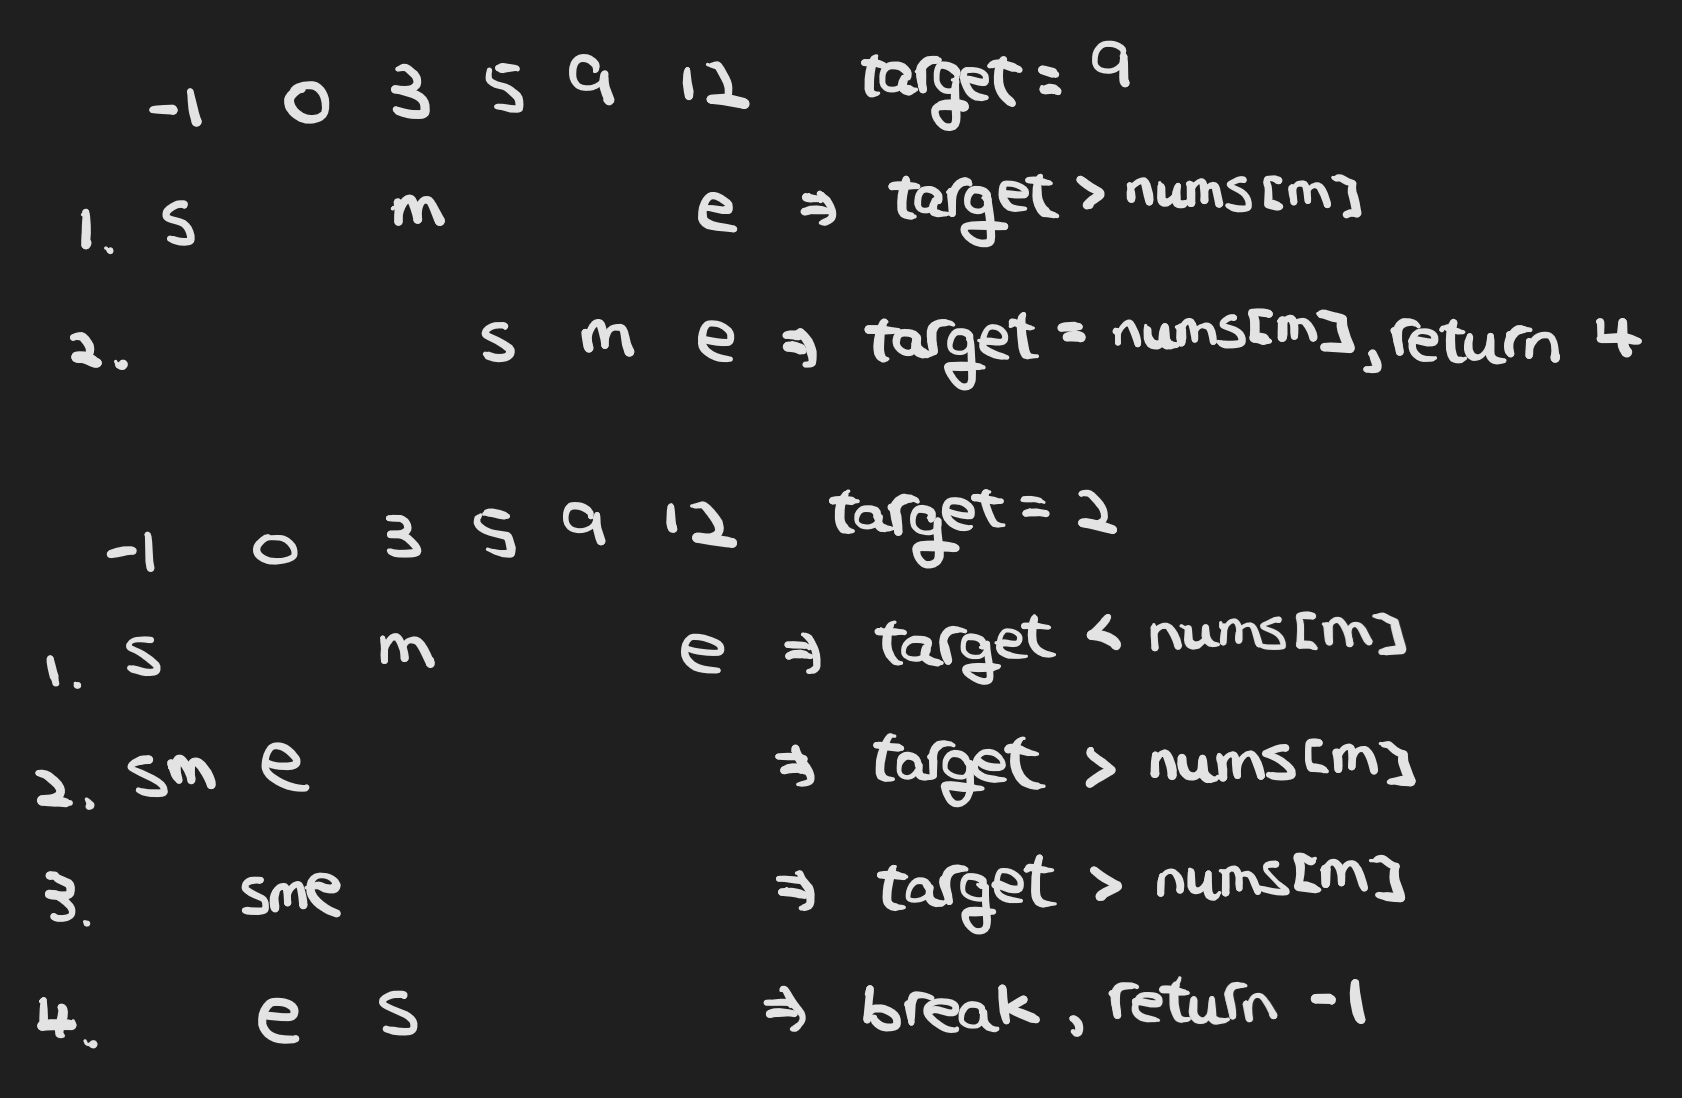 -1 0 3 5 9 12 target = 9
1. s m e ⇒ target > nums[m]
2. s m e ⇒ target = nums[m], return 4
-1 0 3 5 9 12 target = 2
1. s m e ⇒ target < nums[m]
2. sm e ⇒ target > nums[m]
3. sme ⇒ target > nums[m]
4. e s ⇒ break, return -1